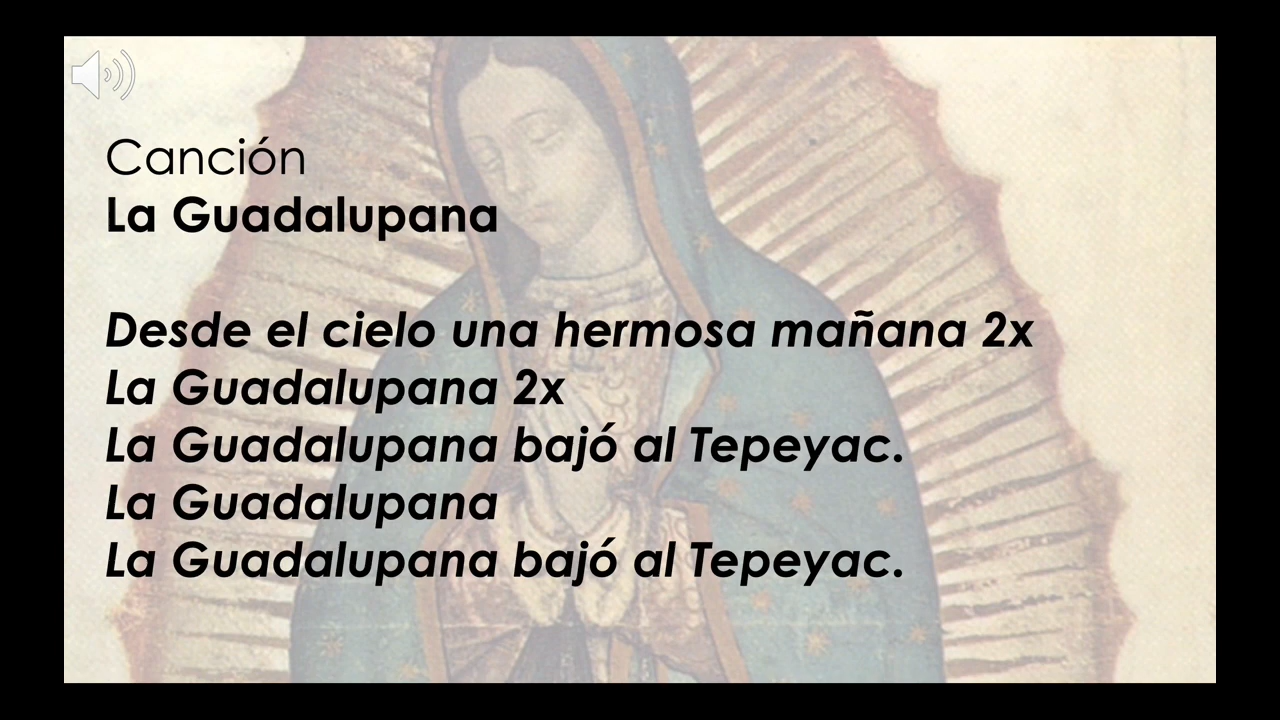 Canción
La Guadalupana
Desde el cielo una hermosa mañana 2x
La Guadalupana 2x
La Guadalupana bajó al Tepeyac.
La Guadalupana
La Guadalupana bajó al Tepeyac.